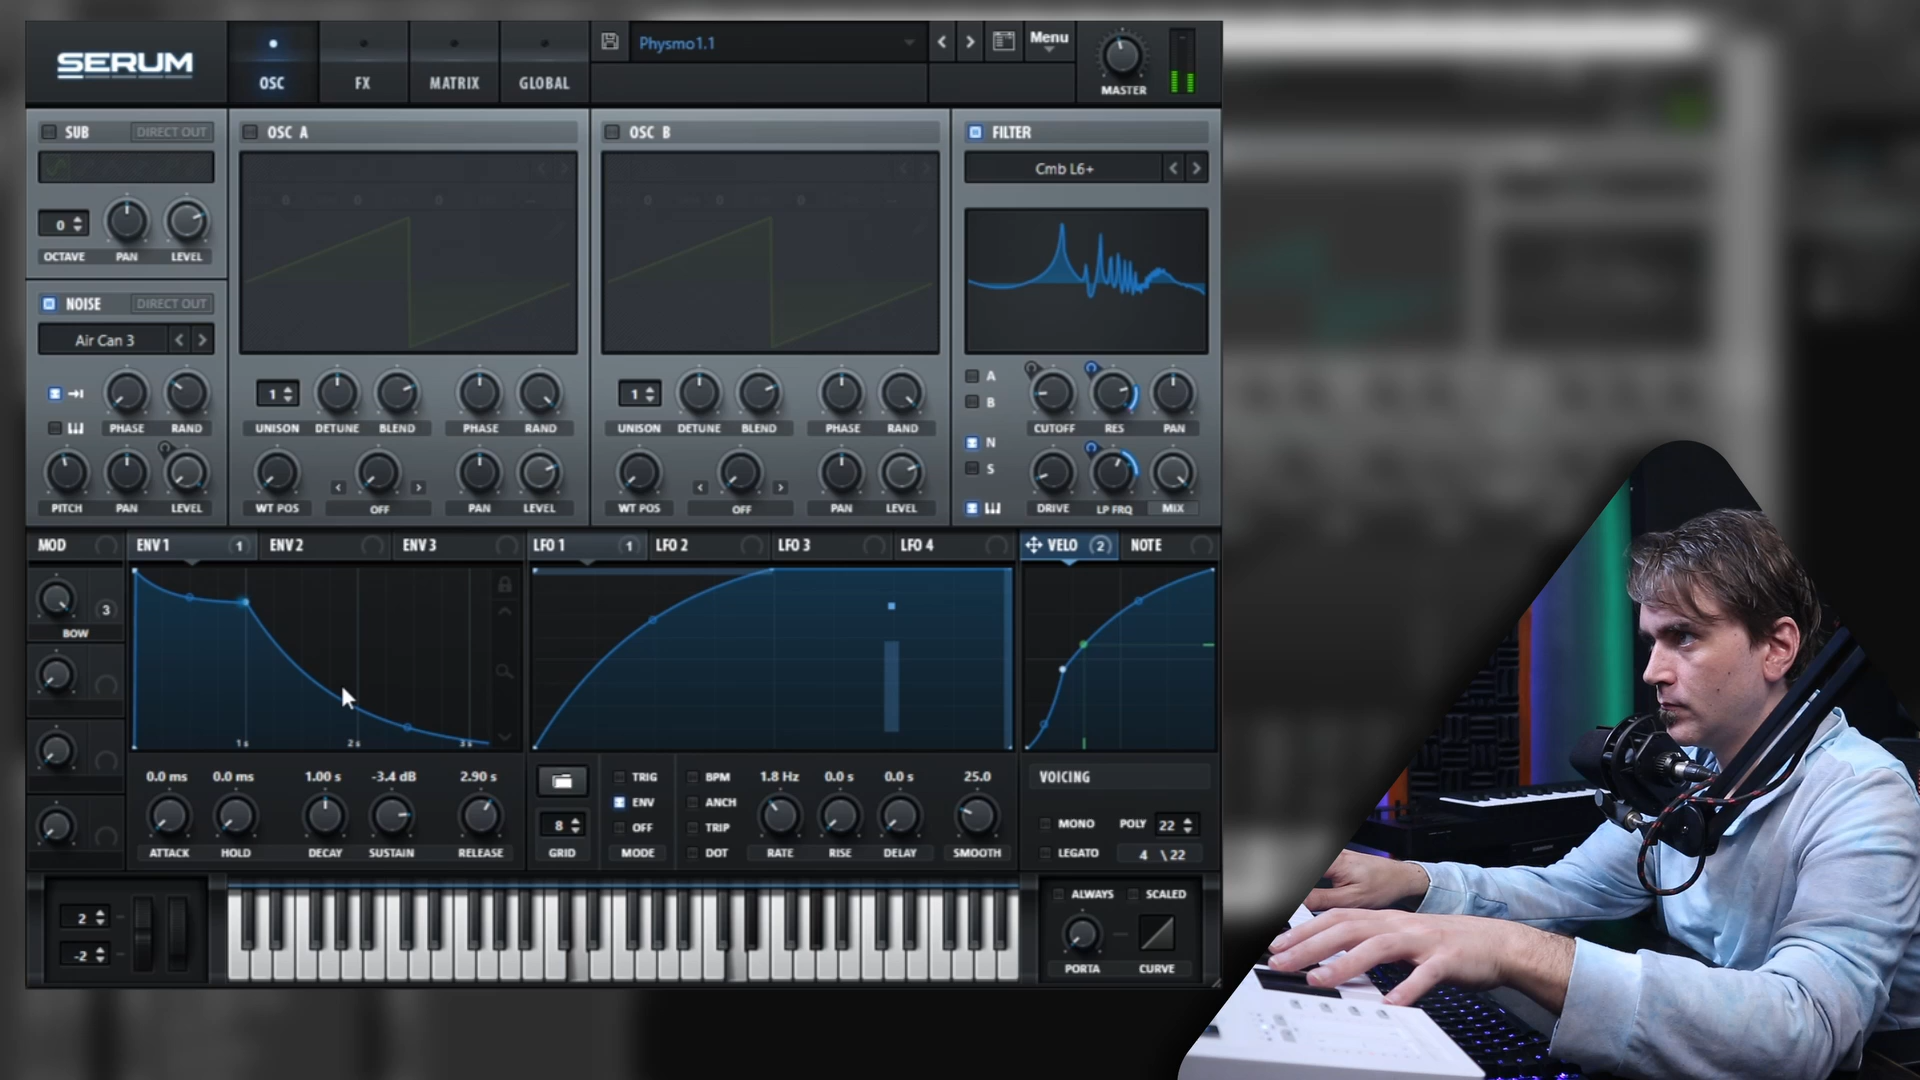 SERUM
OSC
FX
MATRIX
GLOBAL
Physmo1.1
Menu
MASTER
SUB
DIRECT OUT
OSC A
OSC B
FILTER
Cmb L6+
0
OCTAVE
PAN
LEVEL
NOISE
DIRECT OUT
Air Can 3
PHASE
RAND
PITCH
PAN
LEVEL
1
UNISON
DETUNE
BLEND
PHASE
RAND
WT POS
OFF
PAN
LEVEL
1
UNISON
DETUNE
BLEND
PHASE
RAND
WT POS
OFF
PAN
LEVEL
A
B
N
S
CUTOFF
RES
PAN
DRIVE
LP FRQ
MIX
MOD
ENV 1
1
ENV 2
ENV 3
LFO 1
1
LFO 2
LFO 3
LFO 4
VELO
2
NOTE
3
BOW
1s
2s
3s
0.0 ms
0.0 ms
1.00 s
-3.4 dB
2.90 s
ATTACK
HOLD
DECAY
SUSTAIN
RELEASE
8
GRID
TRIG
ENV
OFF
MODE
BPM
ANCH
TRIP
DOT
1.8 Hz
0.0 s
0.0 s
25.0
RATE
RISE
DELAY
SMOOTH
VOICING
MONO
POLY
22
LEGATO
4 \ 22
2
-2
ALWAYS
SCALED
PORTA
CURVE